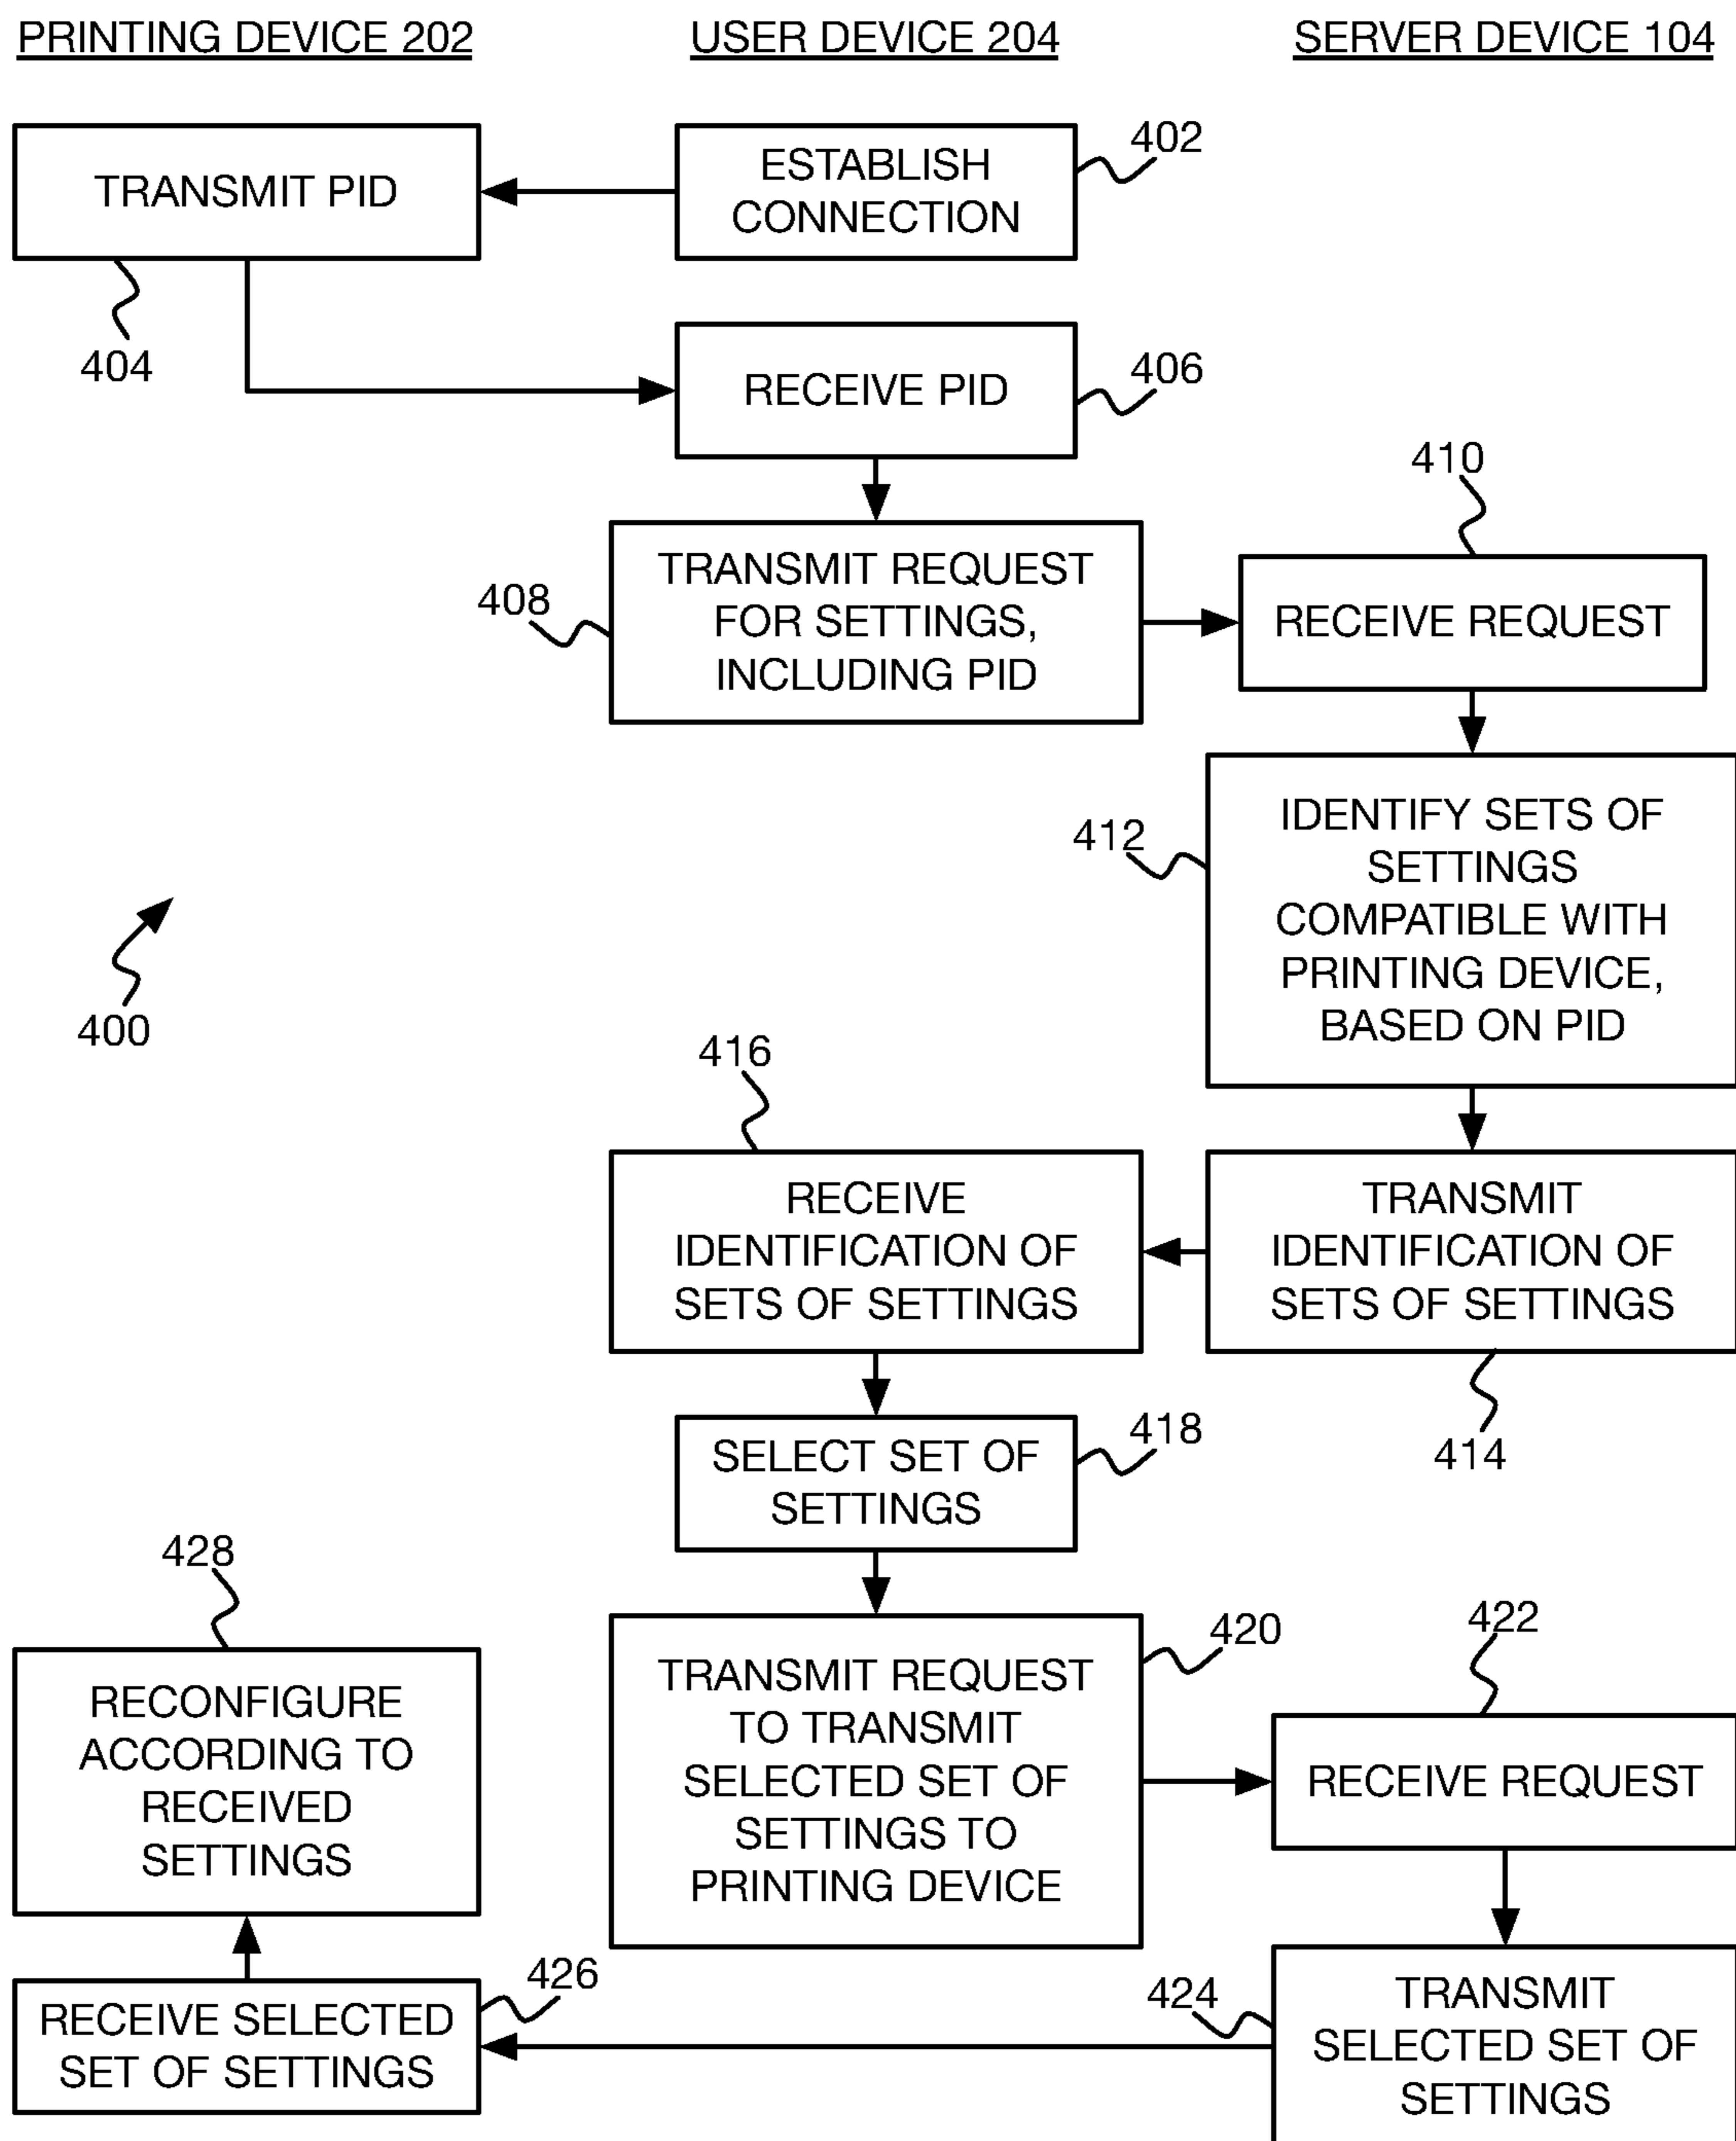 PRINTING DEVICE 202
USER DEVICE 204
SERVER DEVICE 104
TRANSMIT PID
404
ESTABLISH
CONNECTION
402
RECEIVE PID
406
TRANSMIT REQUEST
FOR SETTINGS,
INCLUDING PID
408
410
RECEIVE REQUEST
412
IDENTIFY SETS OF
SETTINGS
COMPATIBLE WITH
PRINTING DEVICE,
BASED ON PID
400
416
RECEIVE
IDENTIFICATION OF
SETS OF SETTINGS
TRANSMIT
IDENTIFICATION OF
SETS OF SETTINGS
414
SELECT SET OF
SETTINGS
418
428
RECONFIGURE
ACCORDING TO
RECEIVED
SETTINGS
TRANSMIT REQUEST
TO TRANSMIT
SELECTED SET OF
SETTINGS TO
PRINTING DEVICE
420
422
RECEIVE REQUEST
RECEIVE SELECTED
SET OF SETTINGS
426
424
TRANSMIT
SELECTED SET OF
SETTINGS